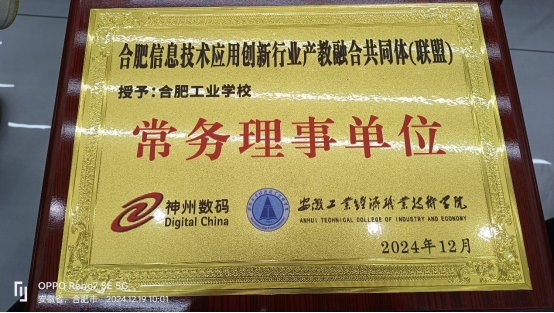 合肥信息技术应用创新行业产教融合共同体(联盟)
授予:合肥工业学校
常务理事单位
神州数码
Digital China
安徽工业经济职业技术学院
ANHUI TECHNICAL COLLEGE OF INDUSTRY AND ECONOMY
2024年12月
OPPO Reno7 SE 5G
安徽省,合肥市 2024.12.19 10:01